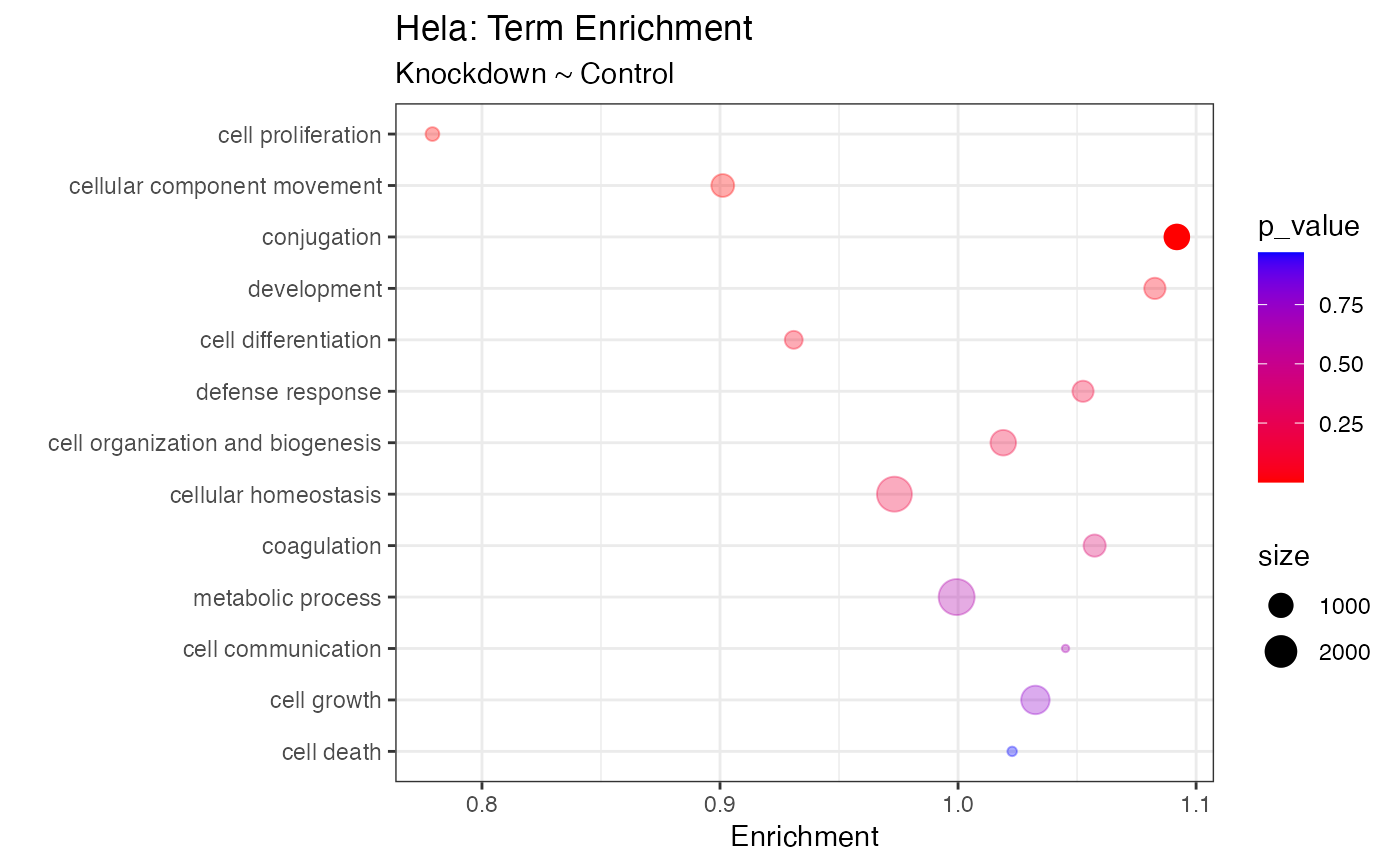 Hela: Term Enrichment
Knockdown ~ Control
cell proliferation
cellular component movement
conjugation
development
cell differentiation
defense response
cell organization and biogenesis
cellular homeostasis
coagulation
metabolic process
cell communication
cell growth
cell death
0.8 0.9 1.0 1.1
Enrichment
p_value
0.75
0.50
0.25
size
1000
2000